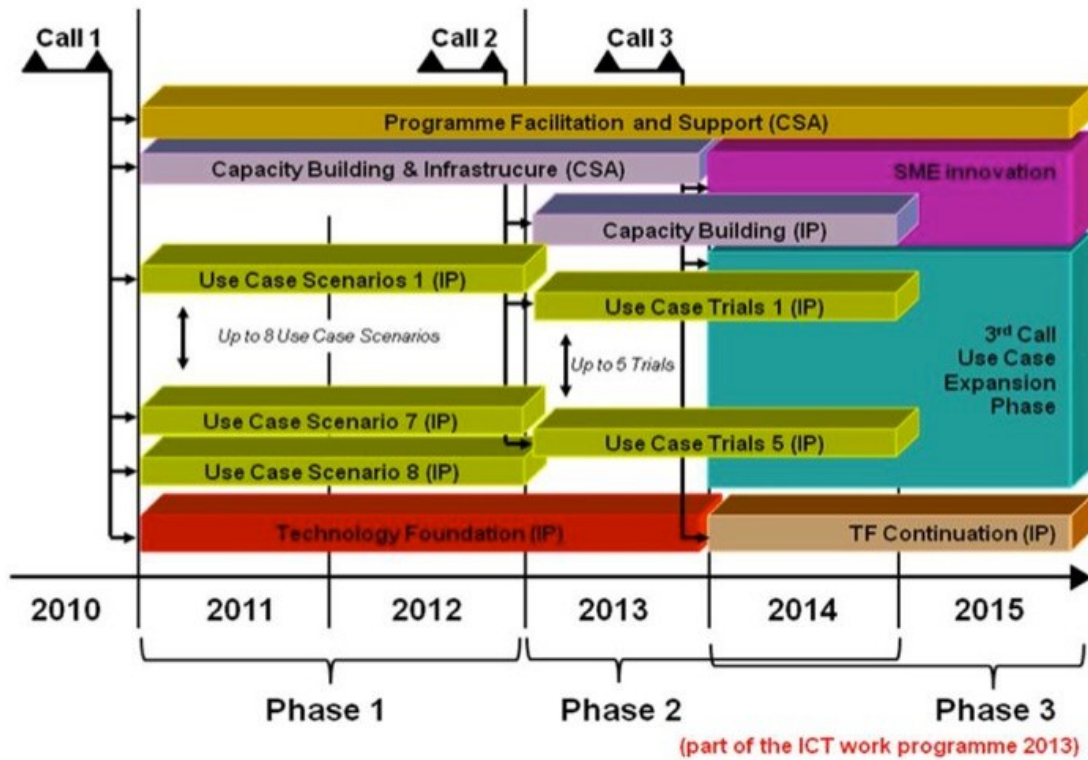 Call 1
Call 2
Call 3
Programme Facilitation and Support (CSA)
Capacity Building & Infrastrucure (CSA)
SME innovation
Capacity Building (IP)
Use Case Scenarios 1 (IP)
Use Case Trials 1 (IP)
Up to 8 Use Case Scenarios
Up to 5 Trials
3rd Call
Use Case
Expansion
Phase
Use Case Scenario 7 (IP)
Use Case Trials 5 (IP)
Use Case Scenario 8 (IP)
Technology Foundation (IP)
TF Continuation (IP)
2010
2011
2012
2013
2014
2015
Phase 1
Phase 2
Phase 3
(part of the ICT work programme 2013)